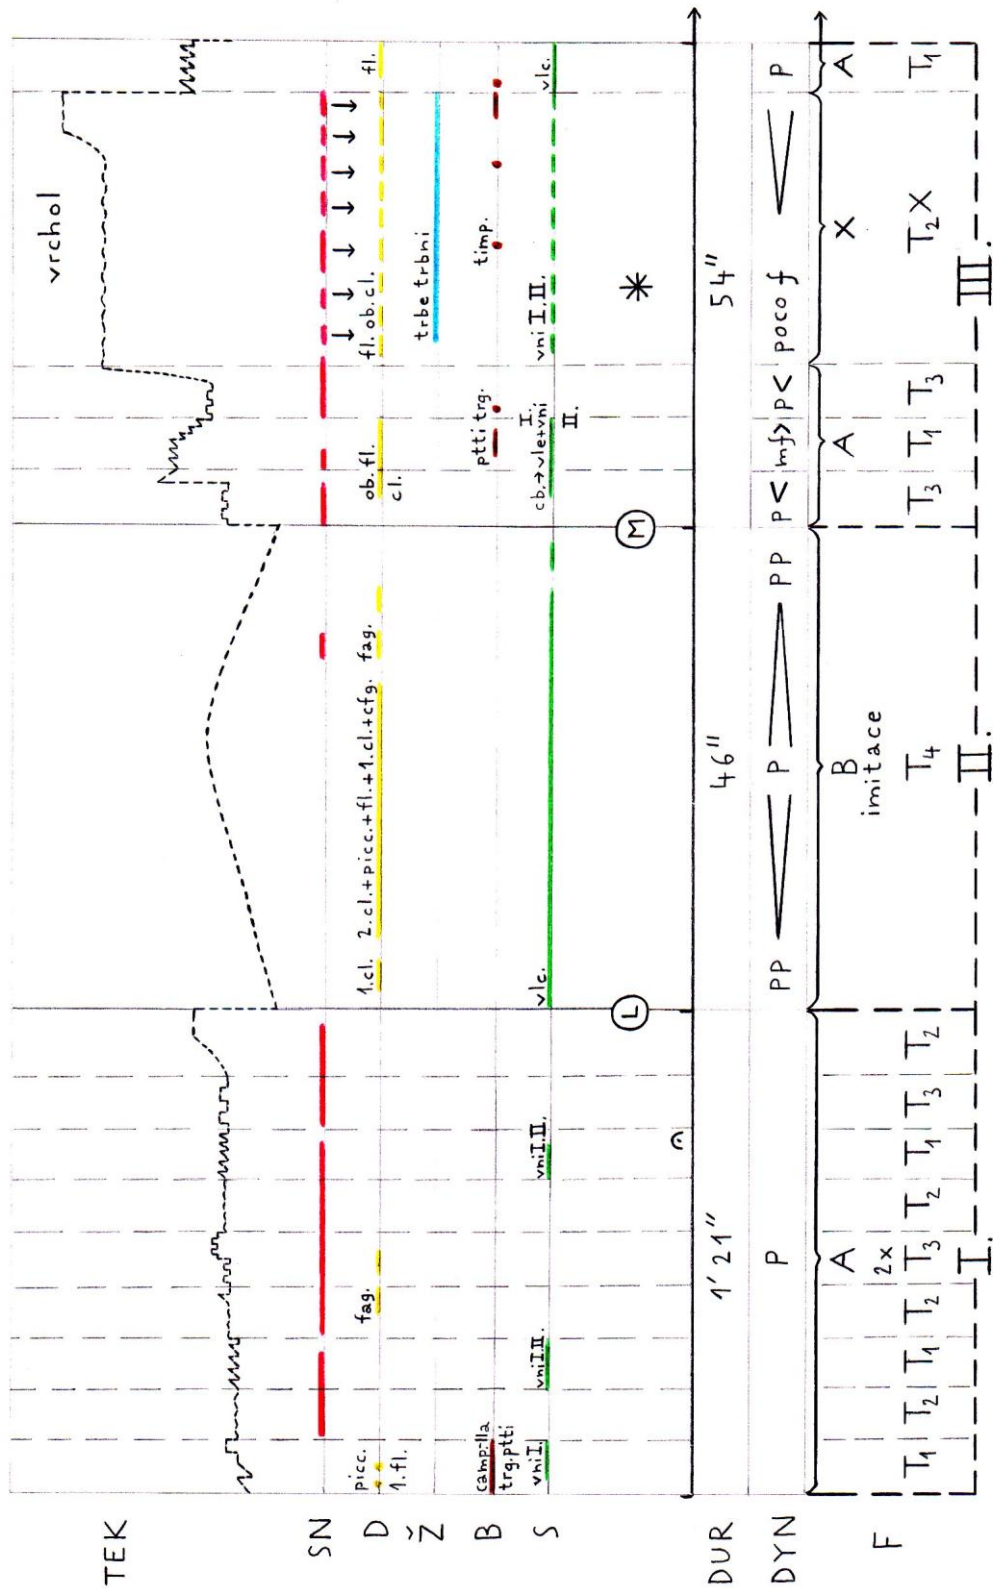 TEK
vrchol
SN
D
picc.
1. fl.
fag.
1.cl.
2.cl.+picc.+fl.+1.cl.+cfg.
fag.
ob. fl.
cl.
fl. ob. cl.
fl.
Ž
trbe trbni
B
camp:lla
trg. ptti
ptti trg.
timp.
S
vni I.
vni I.II.
vni I.II.
vlc.
cb.→vle+vni I.
II.
vni I.II.
vlc.
L
M
*
DUR
1' 21"
46"
54"
DYN
P
PP < P > PP
P < mf > P < poco f
P
F
A
B
A
X
A
2x
imitace
T1 T2 T1 T2 T3 T2 T1 T3 T2
T4
T3 T1 T3
T2 X
T1
I.
II.
III.